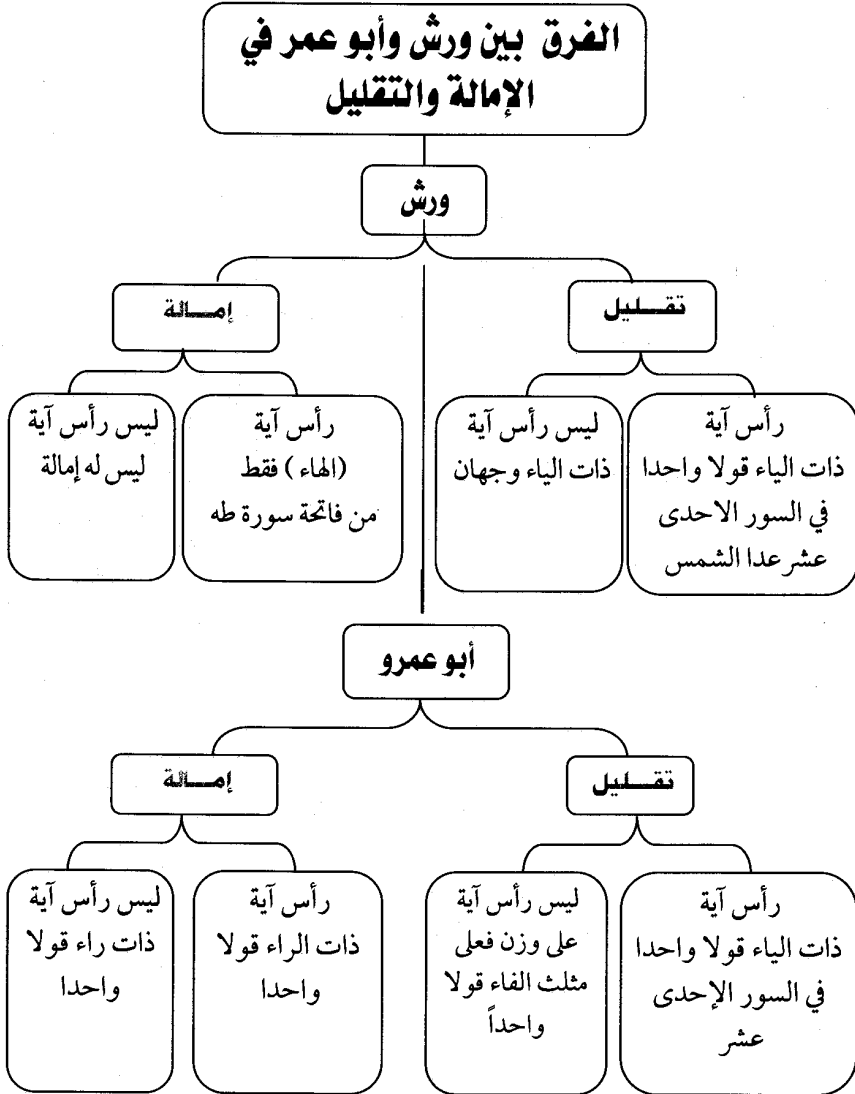 الفرق بين ورش وأبو عمر في
الإمالة والتقليل
ورش
تقـــليل
إمـــالة
رأس آية
ذات الياء قولا واحدا
في السور الاحدى
عشر عدا الشمس
ليس رأس آية
ذات الياء وجهان
رأس آية
(الهاء) فقط
من فاتحة سورة طه
ليس رأس آية
ليس له إمالة
أبو عمرو
تقـــليل
إمـــالة
رأس آية
ذات الياء قولا واحدا
في السور الإحدى
عشر
ليس رأس آية
على وزن فعلى
مثلث الفاء قولا
واحداً
رأس آية
ذات الراء قولا
واحدا
ليس رأس آية
ذات راء قولا
واحدا